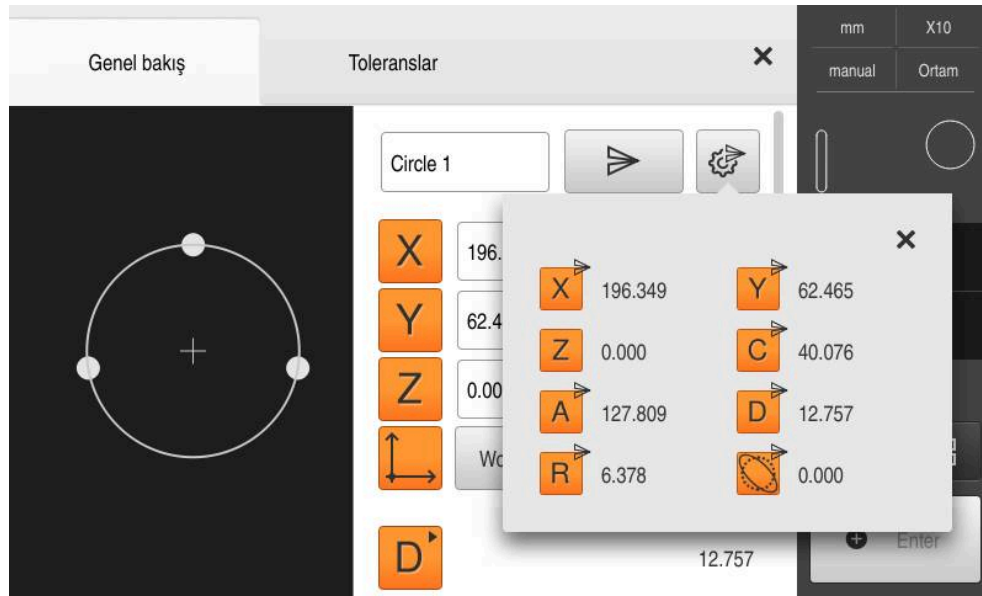 Genel bakış
Toleranslar
mm
X10
manual
Ortam
Circle 1
X
196.
Y
62.4
Z
0.00
Wo
D
12.757
X
196.349
Y
62.465
Z
0.000
C
40.076
A
127.809
D
12.757
R
6.378
0.000
Enter